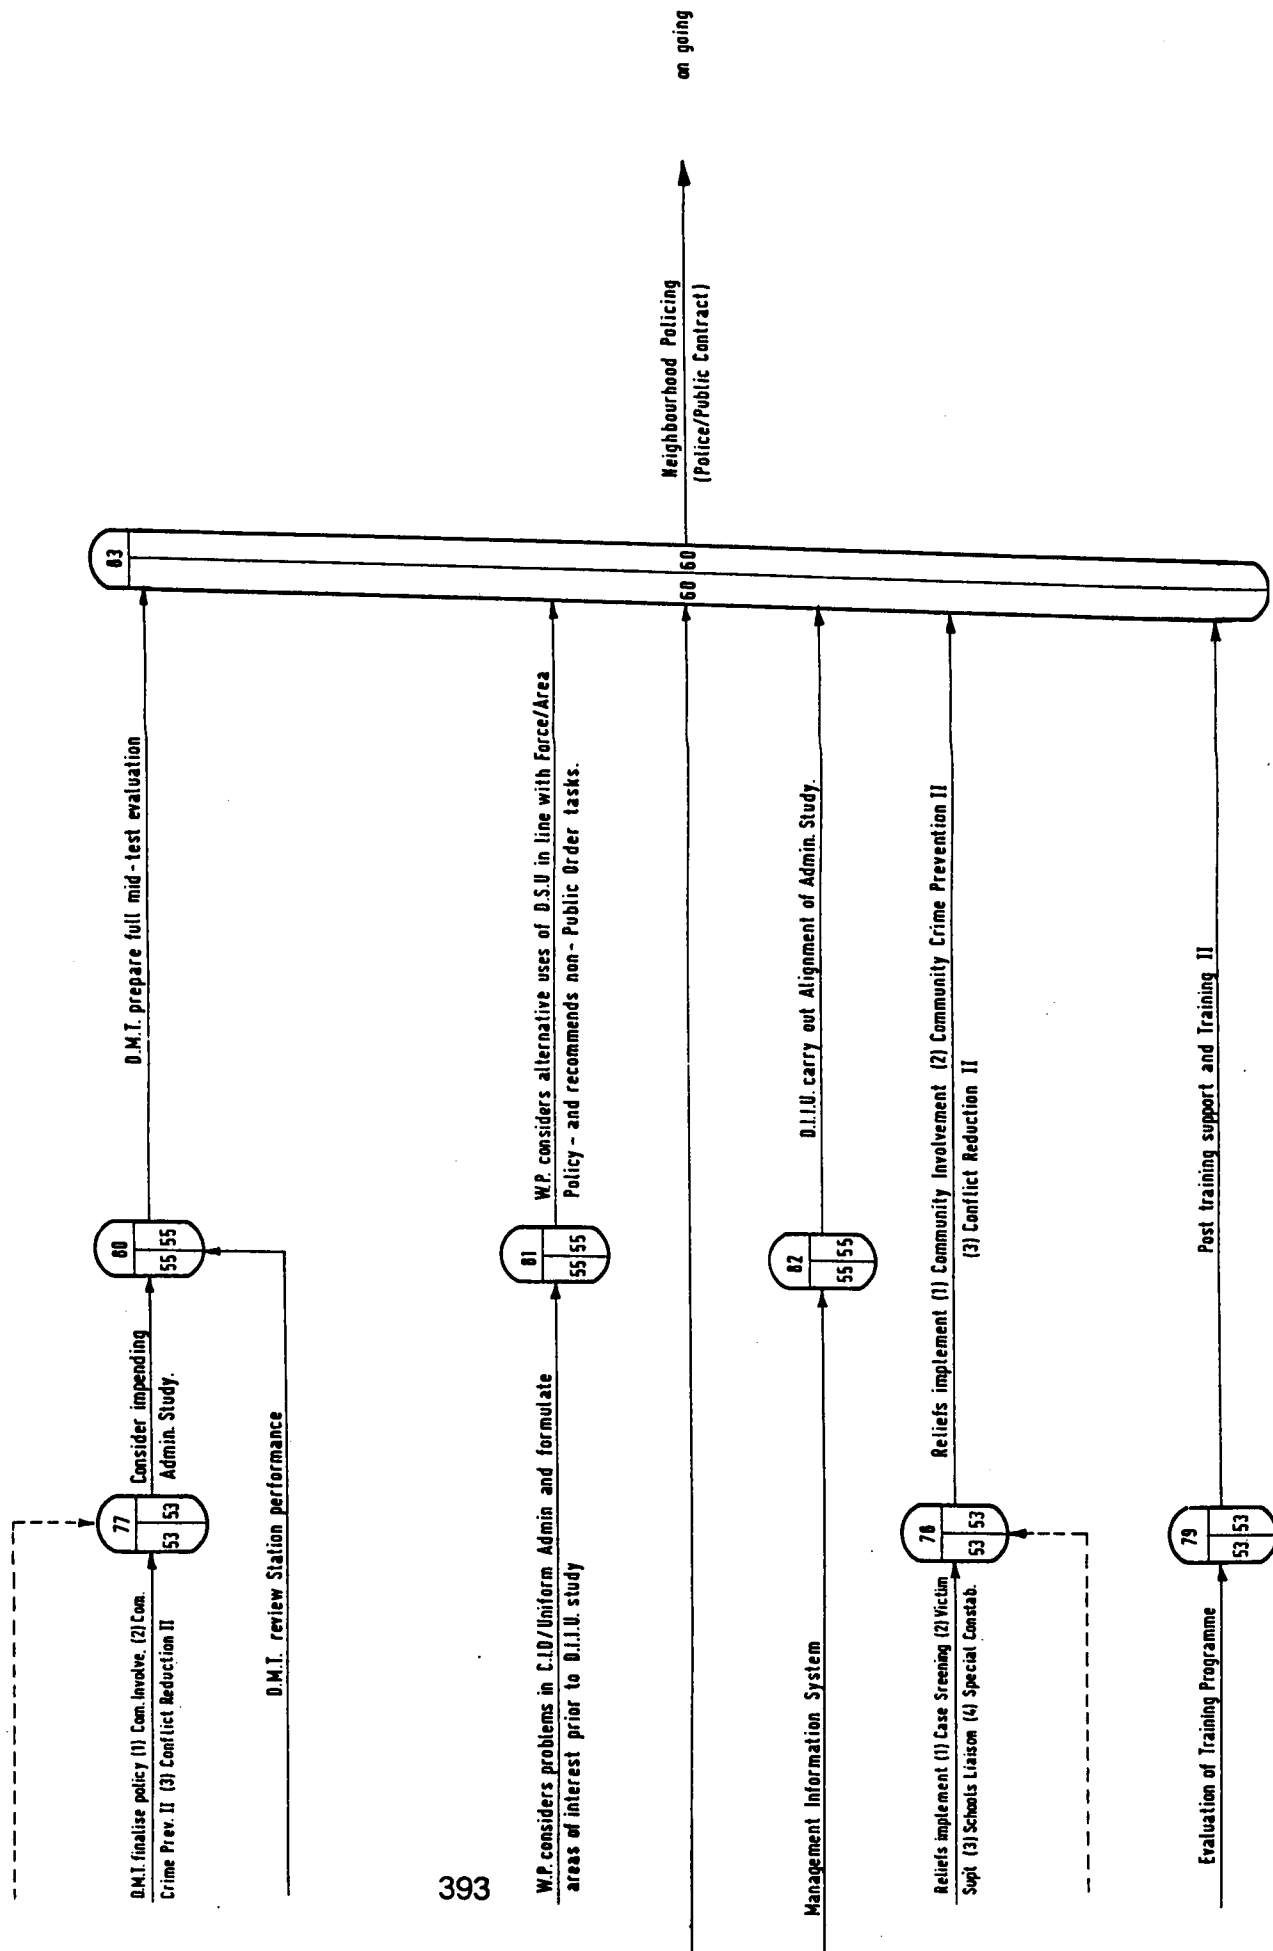 77
53 53
80
55 55
83
D.M.T. finalise policy (1) Com. Involve. (2) Com.
Crime Prev. II (3) Conflict Reduction II
Consider impending
Admin. Study.
D.M.T. prepare full mid-test evaluation
D.M.T. review Station performance
W.P. considers problems in C.I.D/Uniform Admin and formulate
areas of interest prior to D.I.I.U. study
81
55 55
W.P. considers alternative uses of D.S.U in line with Force/Area
Policy - and recommends non- Public Order tasks.
60 60
Neighbourhood Policing
(Police/Public Contract)
on going
Management Information System
82
55 55
D.I.I.U. carry out Alignment of Admin. Study.
Reliefs implement (1) Case Sreening (2) Victim
Supt (3) Schools Liaison (4) Special Constab.
78
53 53
Reliefs implement (1) Community Involvement (2) Community Crime Prevention II
(3) Conflict Reduction II
Evaluation of Training Programme
79
53 53
Post training support and Training II
393